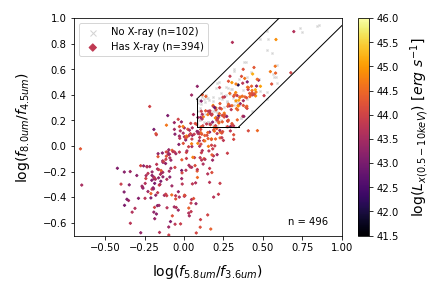 No X-ray (n=102)
Has X-ray (n=394)
1.0
0.8
0.6
0.4
0.2
0.0
−0.2
−0.4
−0.6
log(f8.0um/f4.5um)
n = 496
−0.50 −0.25 0.00 0.25 0.50 0.75 1.00
log(f5.8um/f3.6um)
46.0
45.5
45.0
44.5
44.0
43.5
43.0
42.5
42.0
41.5
log(Lx(0.5−10keV)) [erg s⁻¹]